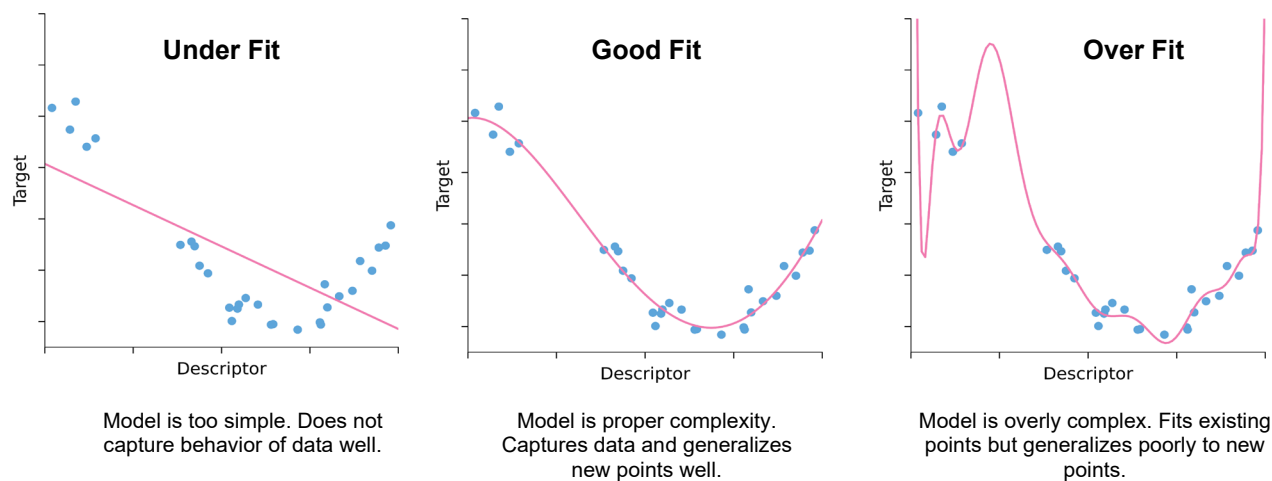 Under Fit
Good Fit
Over Fit
Target
Target
Target
Descriptor
Descriptor
Descriptor
Model is too simple. Does not
capture behavior of data well.
Model is proper complexity.
Captures data and generalizes
new points well.
Model is overly complex. Fits existing
points but generalizes poorly to new
points.